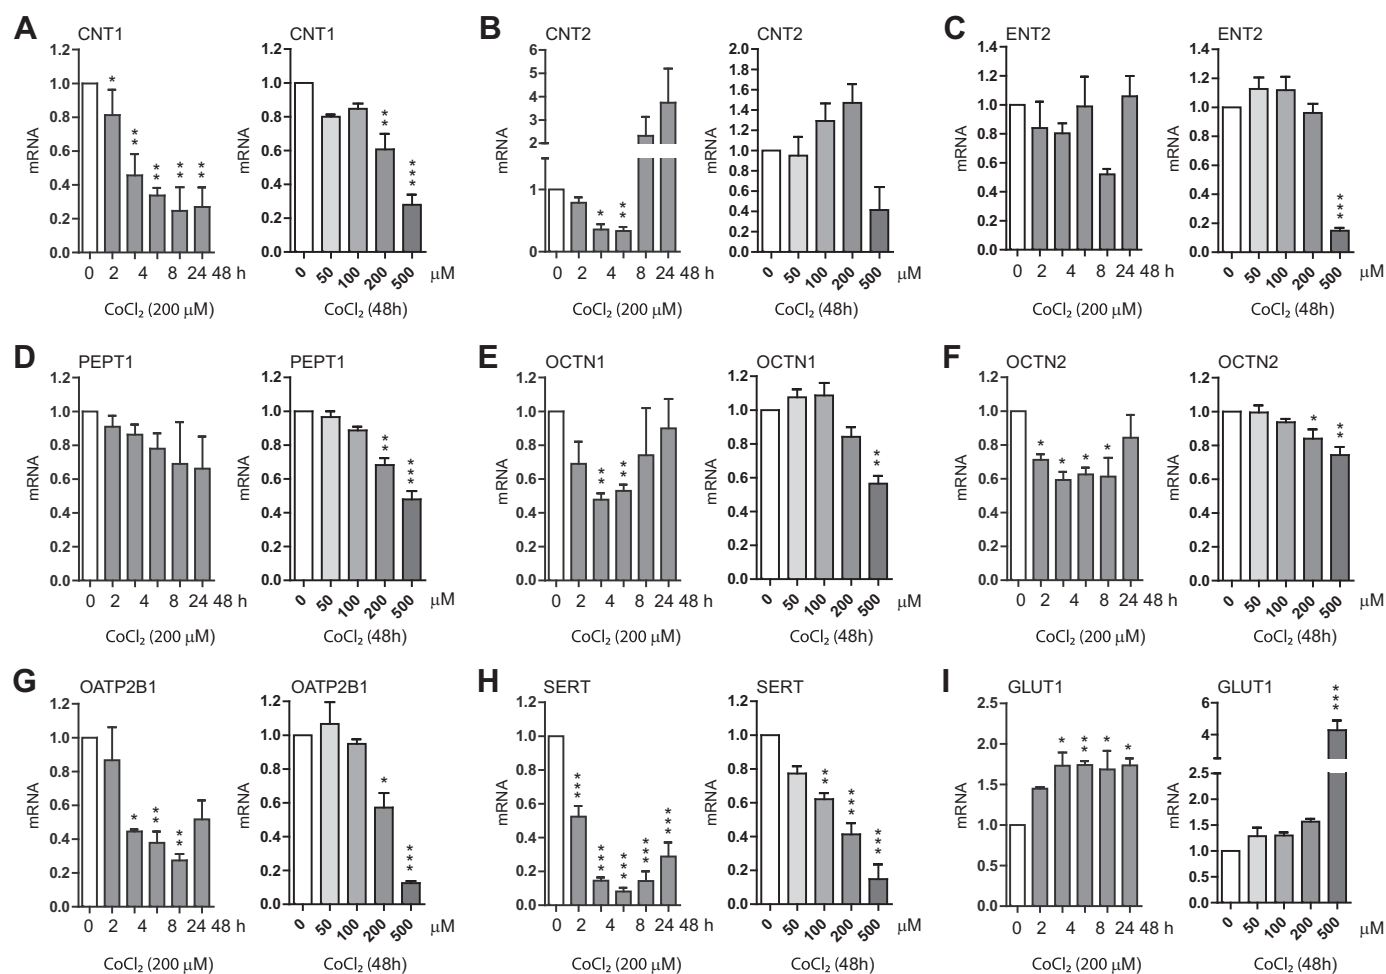 A
CNT1
mRNA
1.2
1.0
0.8
0.6
0.4
0.2
0.0
*
**
**
**
**
0 2 4 8 24 48 h
CoCl₂ (200 μM)
CNT1
mRNA
1.2
1.0
0.8
0.6
0.4
0.2
0.0
**
***
0 50 100 200 500 μM
CoCl₂ (48h)
B
CNT2
mRNA
6
5
4
3
2
1
0
*
**
0 2 4 8 24 48 h
CoCl₂ (200 μM)
CNT2
mRNA
2.0
1.8
1.6
1.4
1.2
1.0
0.8
0.6
0.4
0.2
0.0
0 50 100 200 500 μM
CoCl₂ (48h)
C
ENT2
mRNA
1.4
1.2
1.0
0.8
0.6
0.4
0.2
0.0
0 2 4 8 24 48 h
CoCl₂ (200 μM)
ENT2
mRNA
1.4
1.2
1.0
0.8
0.6
0.4
0.2
0.0
***
0 50 100 200 500 μM
CoCl₂ (48h)
D
PEPT1
mRNA
1.2
1.0
0.8
0.6
0.4
0.2
0.0
0 2 4 8 24 48 h
CoCl₂ (200 μM)
PEPT1
mRNA
1.2
1.0
0.8
0.6
0.4
0.2
0.0
**
***
0 50 100 200 500 μM
CoCl₂ (48h)
E
OCTN1
mRNA
1.2
1.0
0.8
0.6
0.4
0.2
0.0
**
**
0 2 4 8 24 48 h
CoCl₂ (200 μM)
OCTN1
mRNA
1.2
1.0
0.8
0.6
0.4
0.2
0.0
**
0 50 100 200 500 μM
CoCl₂ (48h)
F
OCTN2
mRNA
1.2
1.0
0.8
0.6
0.4
0.2
0.0
*
*
*
*
0 2 4 8 24 48 h
CoCl₂ (200 μM)
OCTN2
mRNA
1.2
1.0
0.8
0.6
0.4
0.2
0.0
*
**
0 50 100 200 500 μM
CoCl₂ (48h)
G
OATP2B1
mRNA
1.2
1.0
0.8
0.6
0.4
0.2
0.0
*
**
**
0 2 4 8 24 48 h
CoCl₂ (200 μM)
OATP2B1
mRNA
1.2
1.0
0.8
0.6
0.4
0.2
0.0
*
***
0 50 100 200 500 μM
CoCl₂ (48h)
H
SERT
mRNA
1.2
1.0
0.8
0.6
0.4
0.2
0.0
***
***
***
***
***
0 2 4 8 24 48 h
CoCl₂ (200 μM)
SERT
mRNA
1.2
1.0
0.8
0.6
0.4
0.2
0.0
**
***
***
0 50 100 200 500 μM
CoCl₂ (48h)
I
GLUT1
mRNA
2.5
2.0
1.5
1.0
0.5
0.0
*
**
*
*
0 2 4 8 24 48 h
CoCl₂ (200 μM)
GLUT1
mRNA
6
4
2.5
2.0
1.5
1.0
0.5
0.0
***
0 50 100 200 500 μM
CoCl₂ (48h)